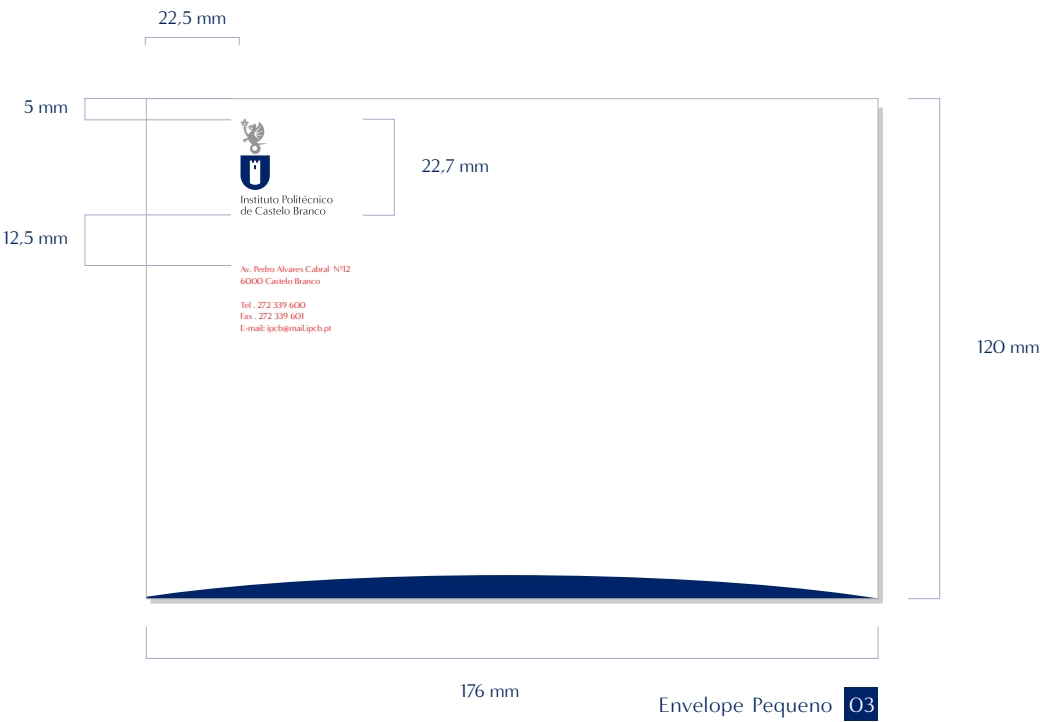 22,5 mm
5 mm
22,7 mm
Instituto Politécnico
de Castelo Branco
12,5 mm
Av. Pedro Alvares Cabral Nº12
6000 Castelo Branco
Tel . 272 339 600
Fax . 272 339 601
E-mail: ipcb@mail.ipcb.pt
120 mm
176 mm
Envelope Pequeno 03